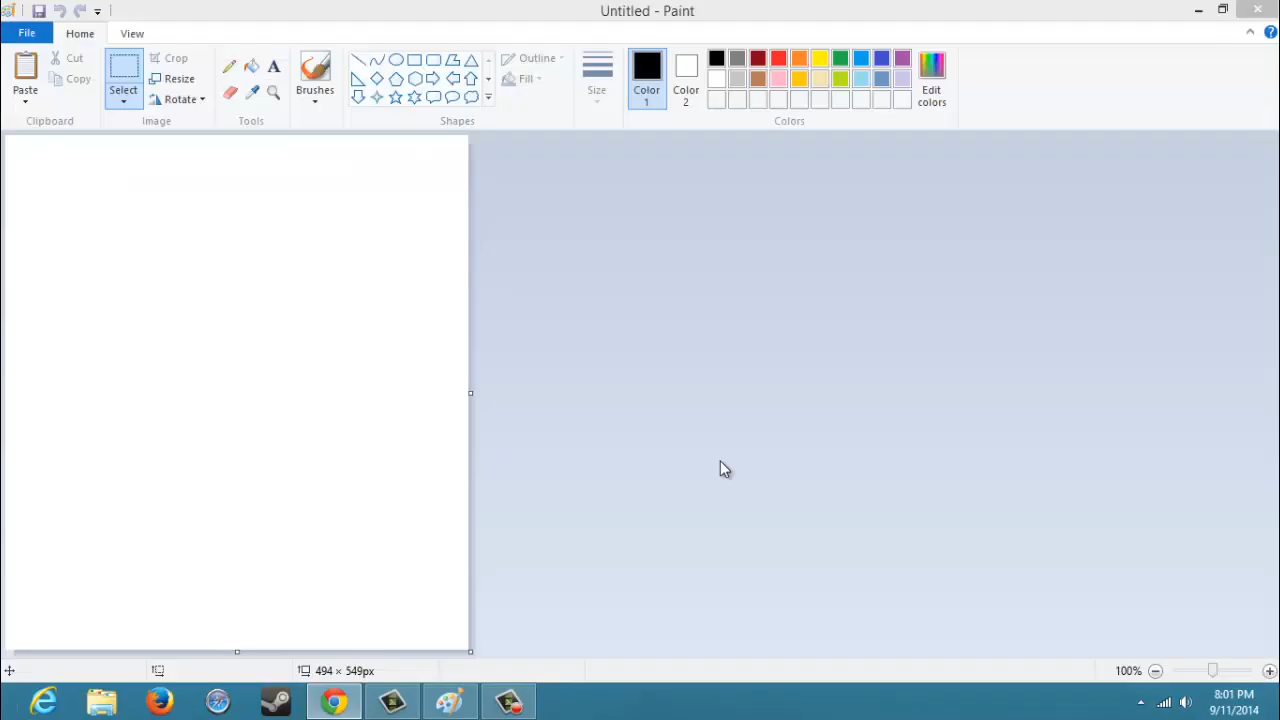 Untitled - Paint
File
Home
View
Paste
Cut
Copy
Clipboard
Select
Crop
Resize
Rotate
Image
Tools
Brushes
Shapes
Outline
Fill
Size
Color 1
Color 2
Edit colors
Colors
494 × 549px
100%
8:01 PM
9/11/2014